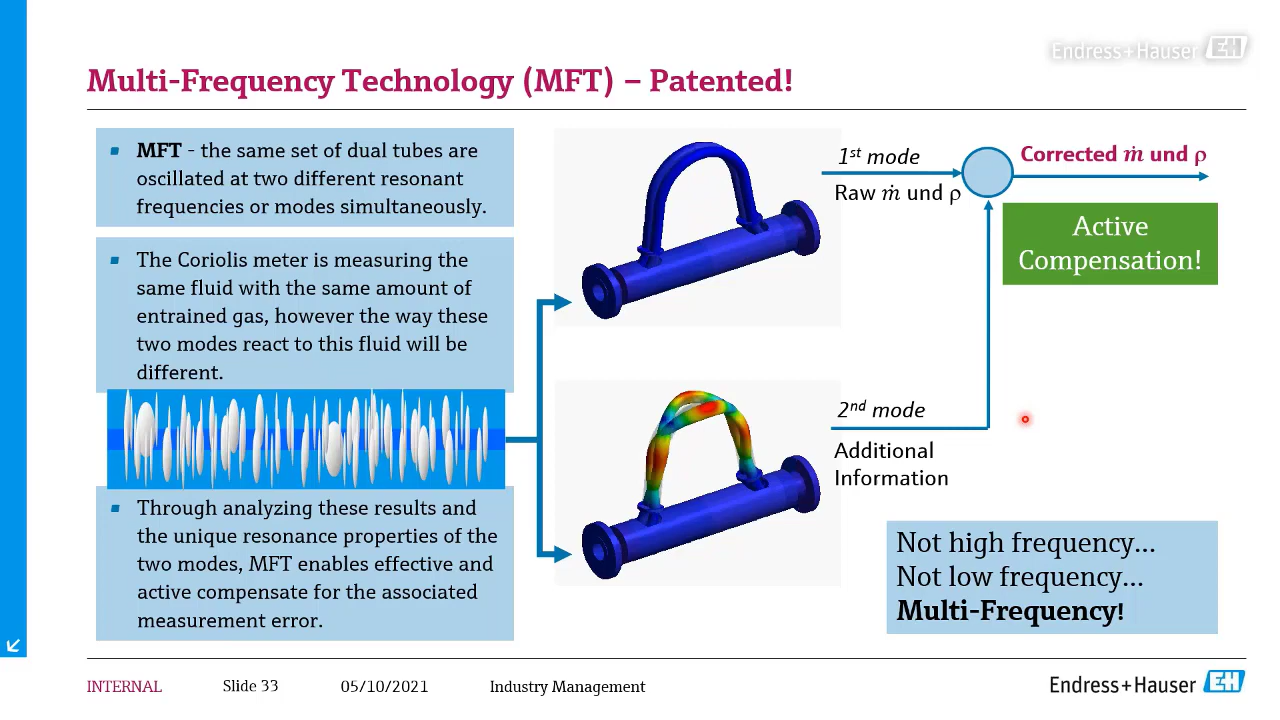 Endress+Hauser EH
Multi-Frequency Technology (MFT) – Patented!
MFT - the same set of dual tubes are
oscillated at two different resonant
frequencies or modes simultaneously.
The Coriolis meter is measuring the
same fluid with the same amount of
entrained gas, however the way these
two modes react to this fluid will be
different.
Through analyzing these results and
the unique resonance properties of the
two modes, MFT enables effective and
active compensate for the associated
measurement error.
1st mode
Raw ṁ und ρ
Corrected ṁ und ρ
Active
Compensation!
2nd mode
Additional
Information
Not high frequency...
Not low frequency...
Multi-Frequency!
INTERNAL
Slide 33
05/10/2021
Industry Management
Endress+Hauser EH